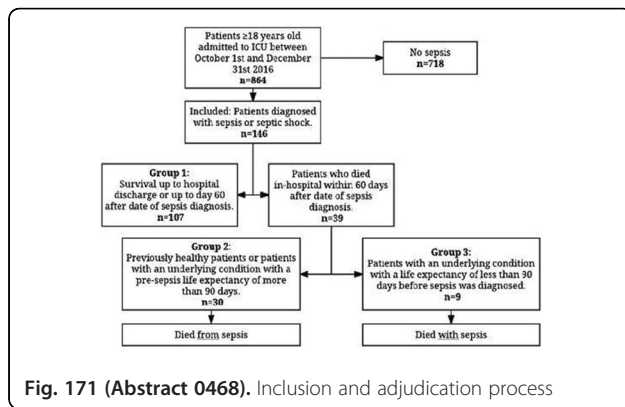 Patients ≥18 years old
admitted to ICU between
October 1st and December
31st 2016
n=864
No sepsis
n=718
Included: Patients diagnosed
with sepsis or septic shock.
n=146
Group 1:
Survival up to hospital
discharge or up to day 60
after date of sepsis diagnosis.
n=107
Patients who died
in-hospital within 60 days
after date of sepsis
diagnosis.
n=39
Group 2:
Previously healthy patients or patients
with an underlying condition with a
pre-sepsis life expectancy of more
than 90 days.
n=30
Group 3:
Patients with an underlying condition
with a life expectancy of less than 90
days before sepsis was diagnosed.
n=9
Died from sepsis
Died with sepsis
Fig. 171 (Abstract 0468). Inclusion and adjudication process